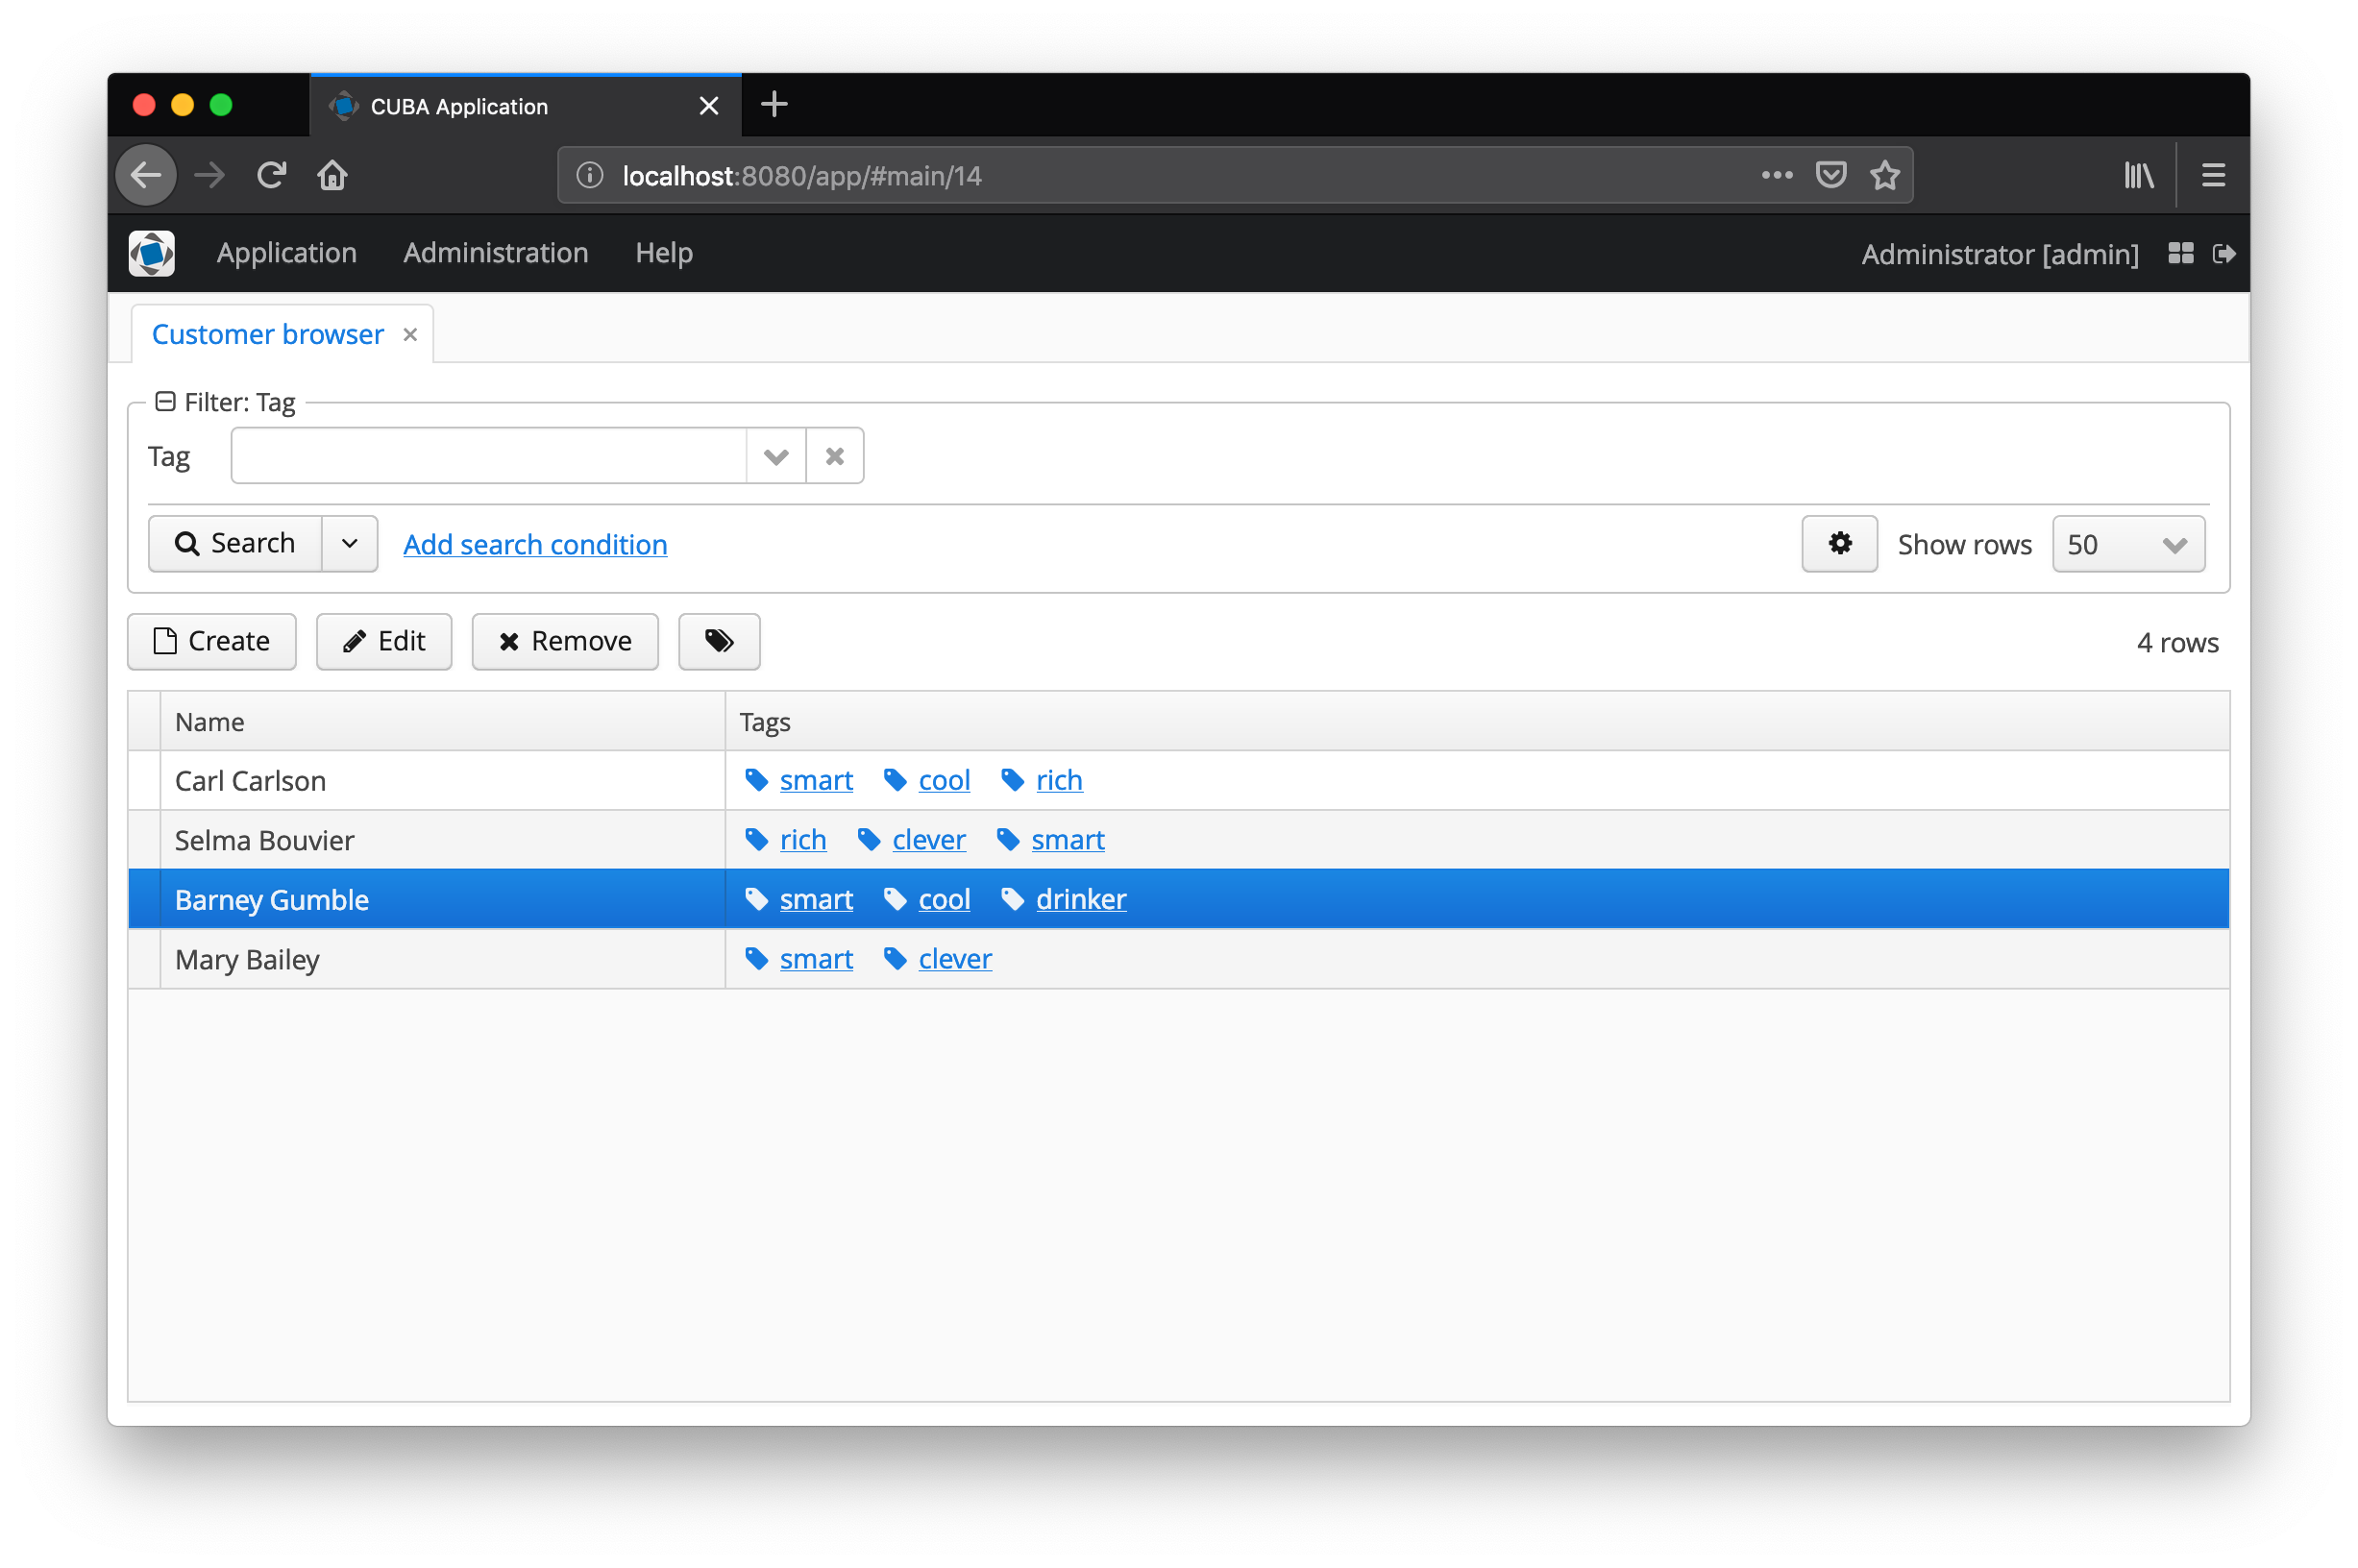 CUBA Application
localhost:8080/app/#main/14
Application Administration Help Administrator [admin]
Customer browser
Filter: Tag
Tag
Search Add search condition Show rows 50
Create Edit Remove 4 rows
Name Tags
Carl Carlson smart cool rich
Selma Bouvier rich clever smart
Barney Gumble smart cool drinker
Mary Bailey smart clever